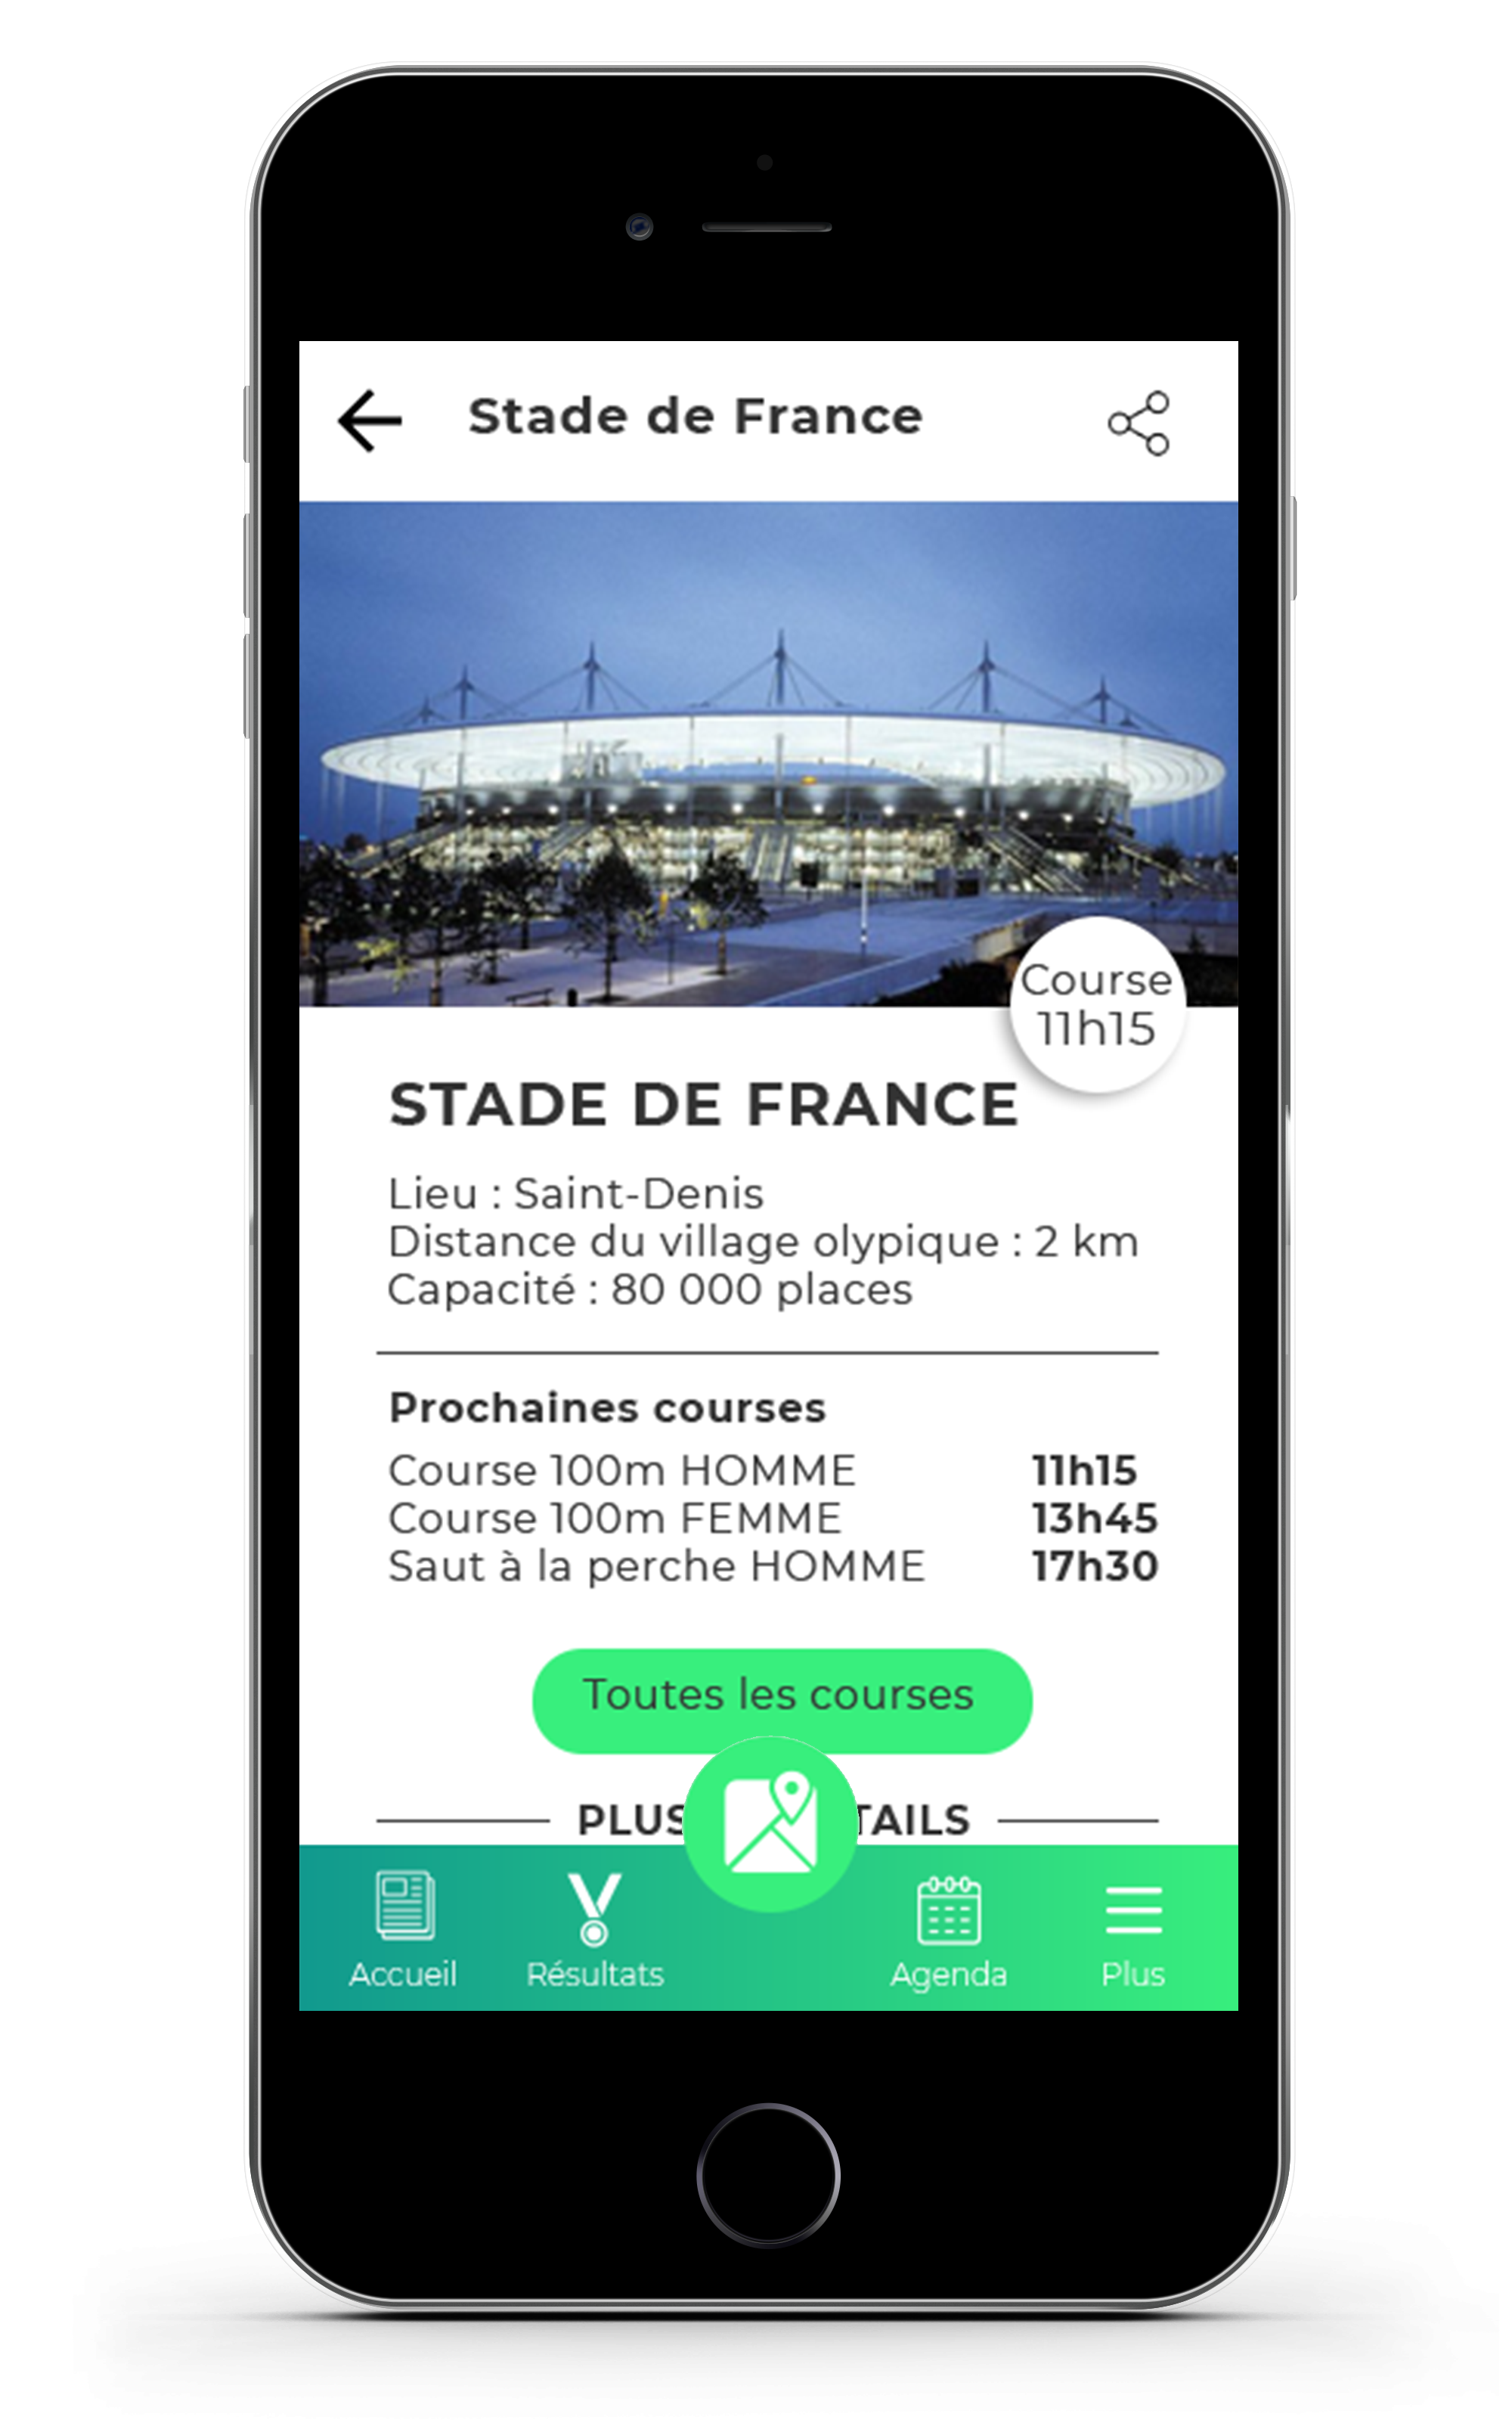 Stade de France
Course
11h15
STADE DE FRANCE
Lieu : Saint-Denis
Distance du village olypique : 2 km
Capacité : 80 000 places
Prochaines courses
Course 100m HOMME 11h15
Course 100m FEMME 13h45
Saut à la perche HOMME 17h30
Toutes les courses
PLUS TAILS
Accueil Résultats Agenda Plus